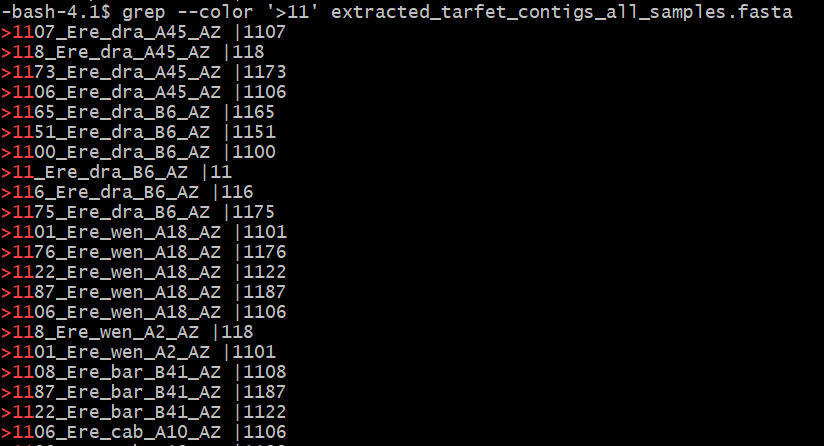 -bash-4.1$ grep --color '>11' extracted_tarfet_contigs_all_samples.fasta
>1107_Ere_dra_A45_AZ |1107
>118_Ere_dra_A45_AZ |118
>1173_Ere_dra_A45_AZ |1173
>1106_Ere_dra_A45_AZ |1106
>1165_Ere_dra_B6_AZ |1165
>1151_Ere_dra_B6_AZ |1151
>1100_Ere_dra_B6_AZ |1100
>11_Ere_dra_B6_AZ |11
>116_Ere_dra_B6_AZ |116
>1175_Ere_dra_B6_AZ |1175
>1101_Ere_wen_A18_AZ |1101
>1176_Ere_wen_A18_AZ |1176
>1122_Ere_wen_A18_AZ |1122
>1187_Ere_wen_A18_AZ |1187
>1106_Ere_wen_A18_AZ |1106
>118_Ere_wen_A2_AZ |118
>1101_Ere_wen_A2_AZ |1101
>1108_Ere_bar_B41_AZ |1108
>1187_Ere_bar_B41_AZ |1187
>1122_Ere_bar_B41_AZ |1122
>1106_Ere_cab_A10_AZ |1106